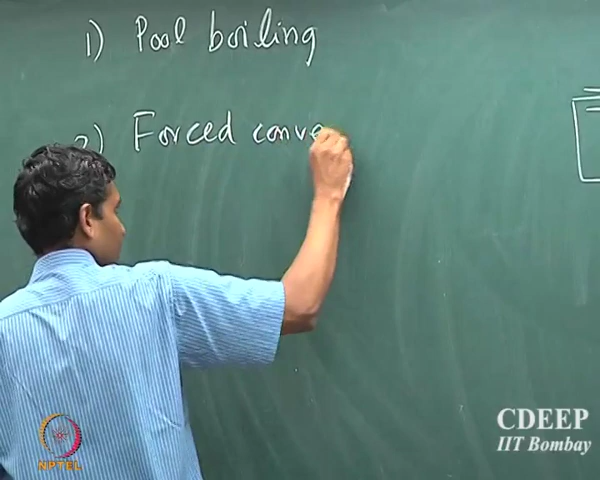 1) Pool boiling
2) Forced conve
CDEEP
IIT Bombay
NPTEL